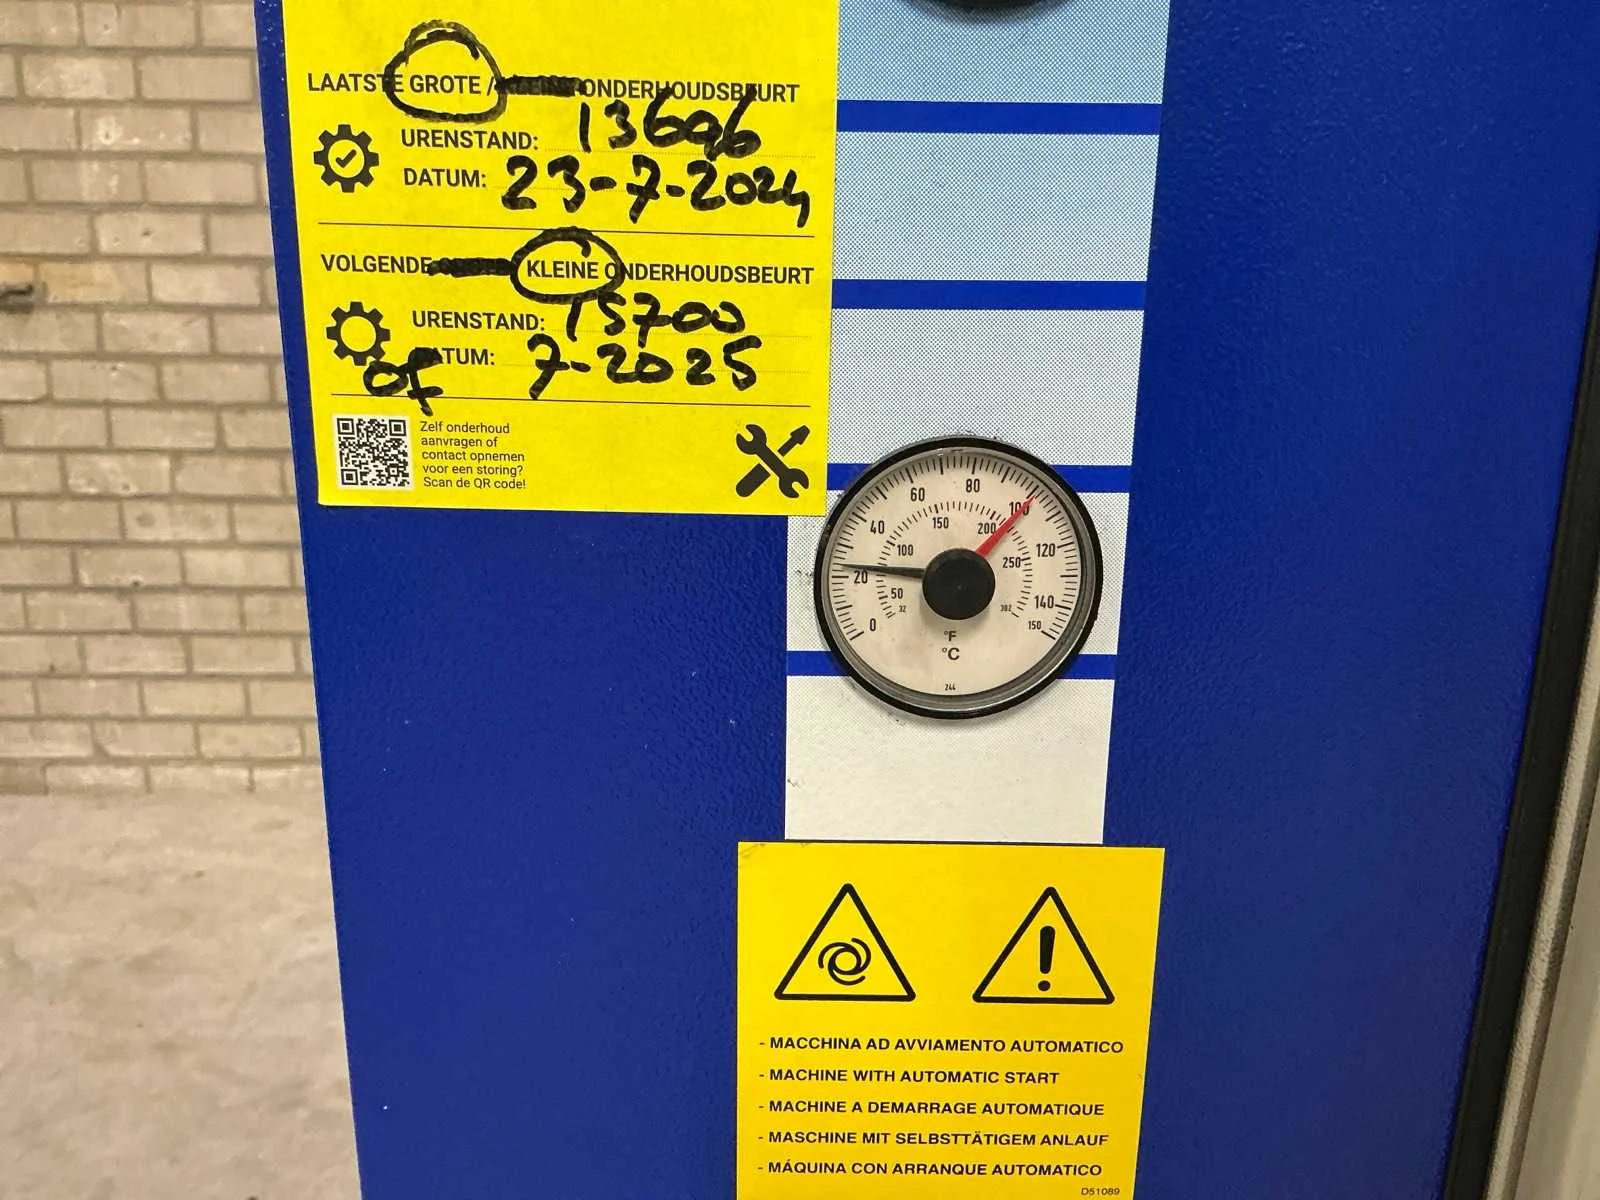 LAATSTE GROTE / KLEINE ONDERHOUDSBEURT
URENSTAND: 13696
DATUM: 23-7-2024
VOLGENDE KLEINE ONDERHOUDSBEURT
URENSTAND: 15700
of DATUM: 7-2025
Zelf onderhoud
aanvragen of
contact opnemen
voor een storing?
Scan de QR code!
0 20 40 60 80 100 120 140 150
32 50 100 150 200 250 302
°F
°C
244
- MACCHINA AD AVVIAMENTO AUTOMATICO
- MACHINE WITH AUTOMATIC START
- MACHINE A DEMARRAGE AUTOMATIQUE
- MASCHINE MIT SELBSTTÄTIGEM ANLAUF
- MÁQUINA CON ARRANQUE AUTOMATICO
D51089